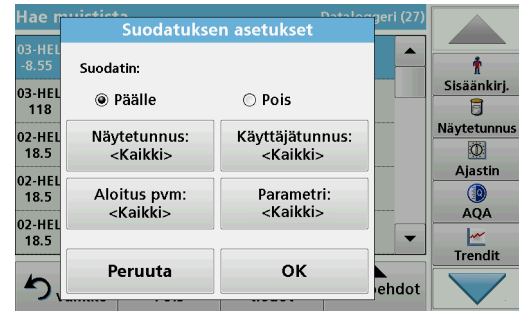 Hae muistista Dataloggeri (27)
Suodatuksen asetukset
03-HEL
-8.55
Suodatin:
Päälle
Pois
03-HEL
118
Näytetunnus:
<Kaikki>
Käyttäjätunnus:
<Kaikki>
02-HEL
18.5
02-HEL
18.5
Aloitus pvm:
<Kaikki>
Parametri:
<Kaikki>
02-HEL
18.5
Peruuta
OK
Sisäänkirj.
Näytetunnus
Ajastin
AQA
Trendit